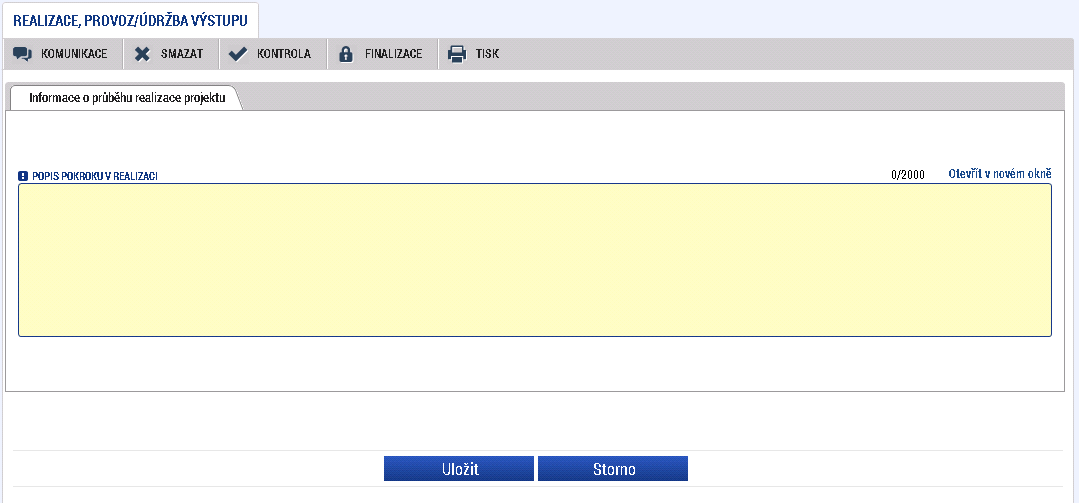 REALIZACE, PROVOZ/ÚDRŽBA VÝSTUPU
KOMUNIKACE SMAZAT KONTROLA FINALIZACE TISK
Informace o průběhu realizace projektu
POPIS POKROKU V REALIZACI 0/2000 Otevřít v novém okně
Uložit Storno